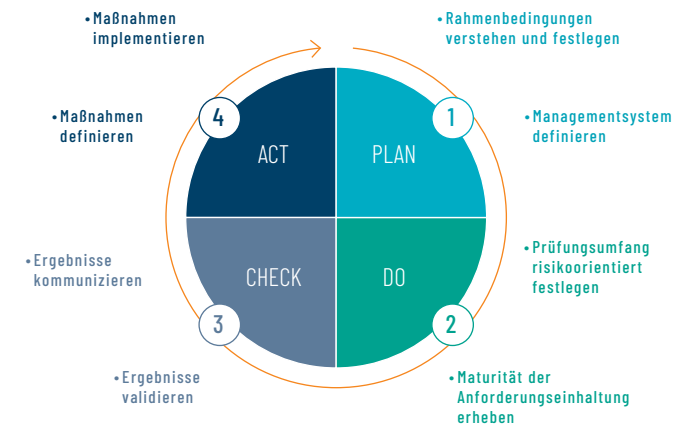 • Maßnahmen
implementieren
• Rahmenbedingungen
verstehen und festlegen
4
1
• Maßnahmen
definieren
• Managementsystem
definieren
ACT
PLAN
• Ergebnisse
kommunizieren
• Prüfungsumfang
risikoorientiert
festlegen
CHECK
DO
3
2
• Ergebnisse
validieren
• Maturität der
Anforderungseinhaltung
erheben